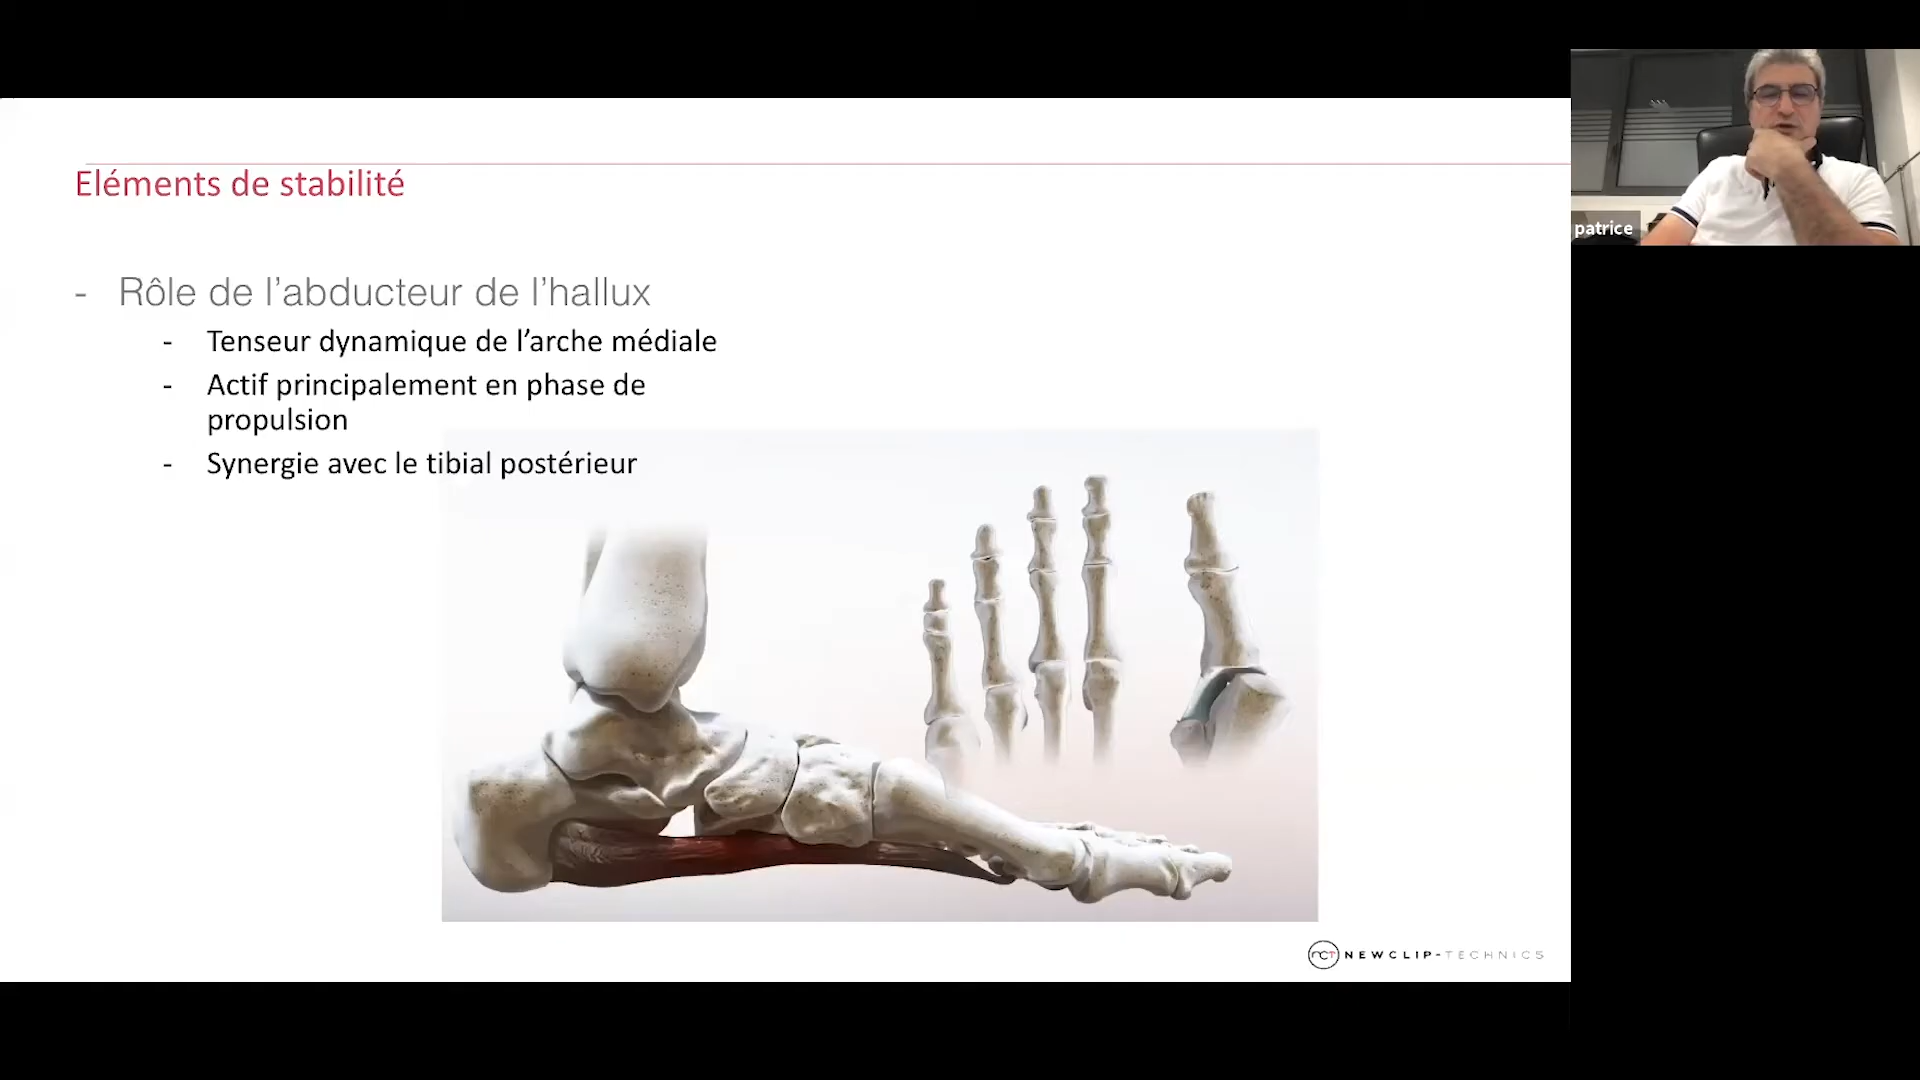 patrice
Eléments de stabilité
- Rôle de l’abducteur de l’hallux
- Tenseur dynamique de l’arche médiale
- Actif principalement en phase de
propulsion
- Synergie avec le tibial postérieur
nct NEWCLIP-TECHNICS